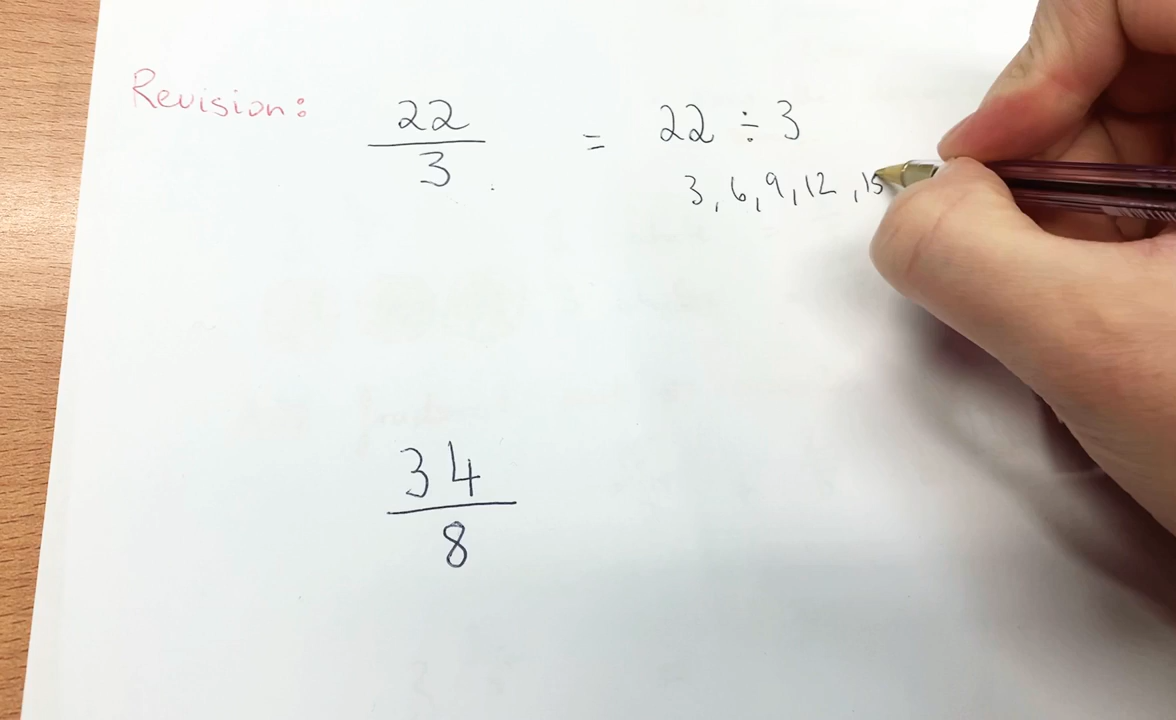 Revision:
22
3
= 22 ÷ 3
3, 6, 9, 12, 15
34
8